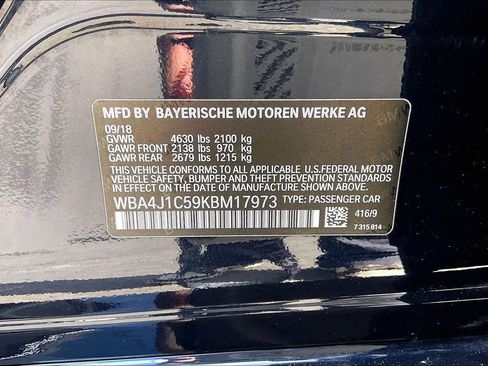 MFD BY BAYERISCHE MOTOREN WERKE AG
09/18
GVWR 4630 lbs 2100 kg
GAWR FRONT 2138 lbs 970 kg
GAWR REAR 2679 lbs 1215 kg
THIS VEHICLE CONFORMS TO ALL APPLICABLE U.S.FEDERAL MOTOR
VEHICLE SAFETY, BUMPER, AND THEFT PREVENTION STANDARDS IN EFFECT
ON THE DATE OF MANUFACTURE SHOWN ABOVE.
WBA4J1C59KBM17973 TYPE: PASSENGER CAR
416/9
7 315 814